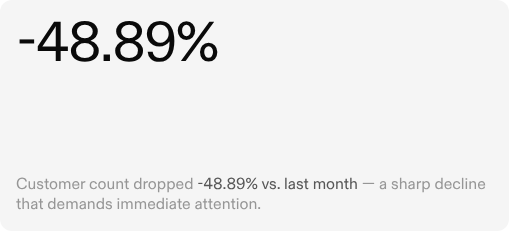 -48.89%
Customer count dropped -48.89% vs. last month — a sharp decline
that demands immediate attention.